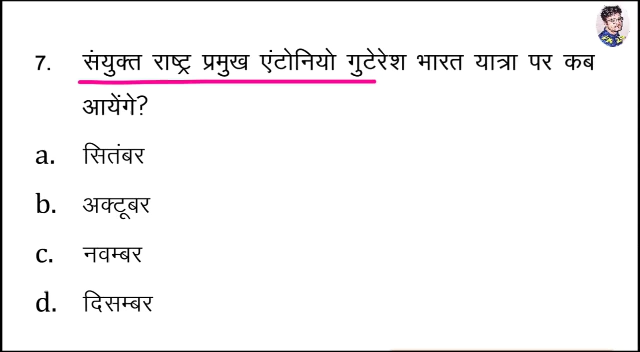 7. संयुक्त राष्ट्र प्रमुख एंटोनियो गुटेरेश भारत यात्रा पर कब
आयेंगे?
a. सितंबर
b. अक्टूबर
c. नवम्बर
d. दिसम्बर